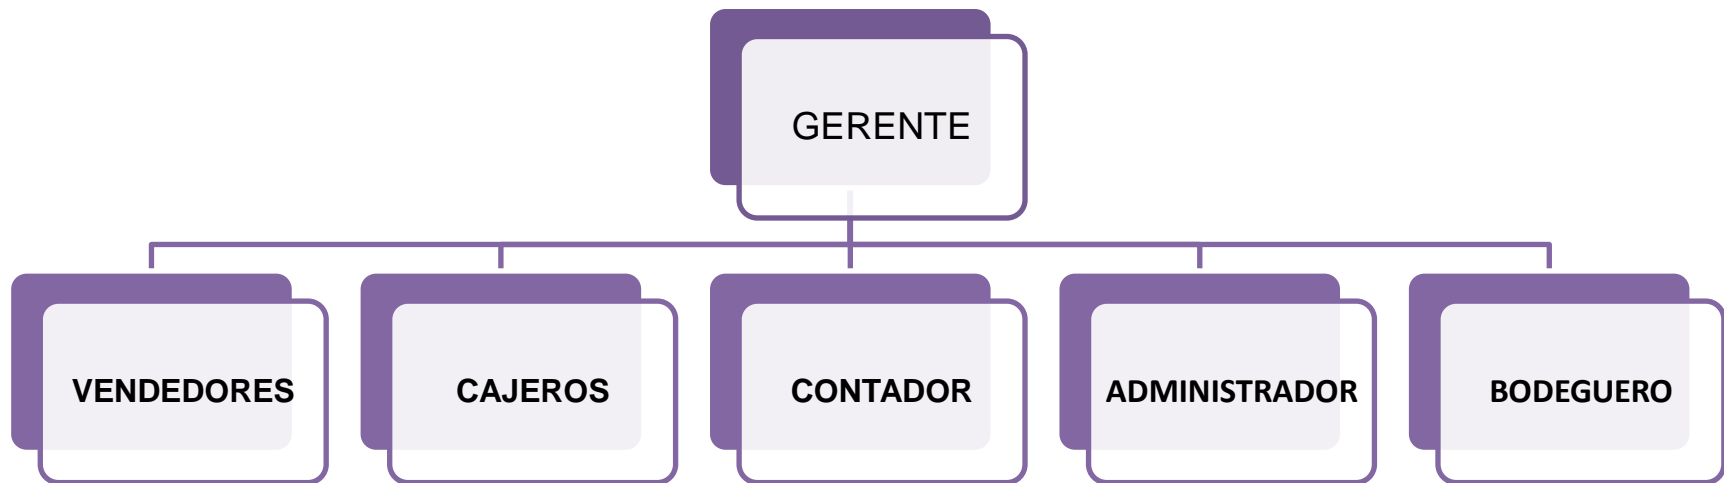 GERENTE
VENDEDORES
CAJEROS
CONTADOR
ADMINISTRADOR
BODEGUERO